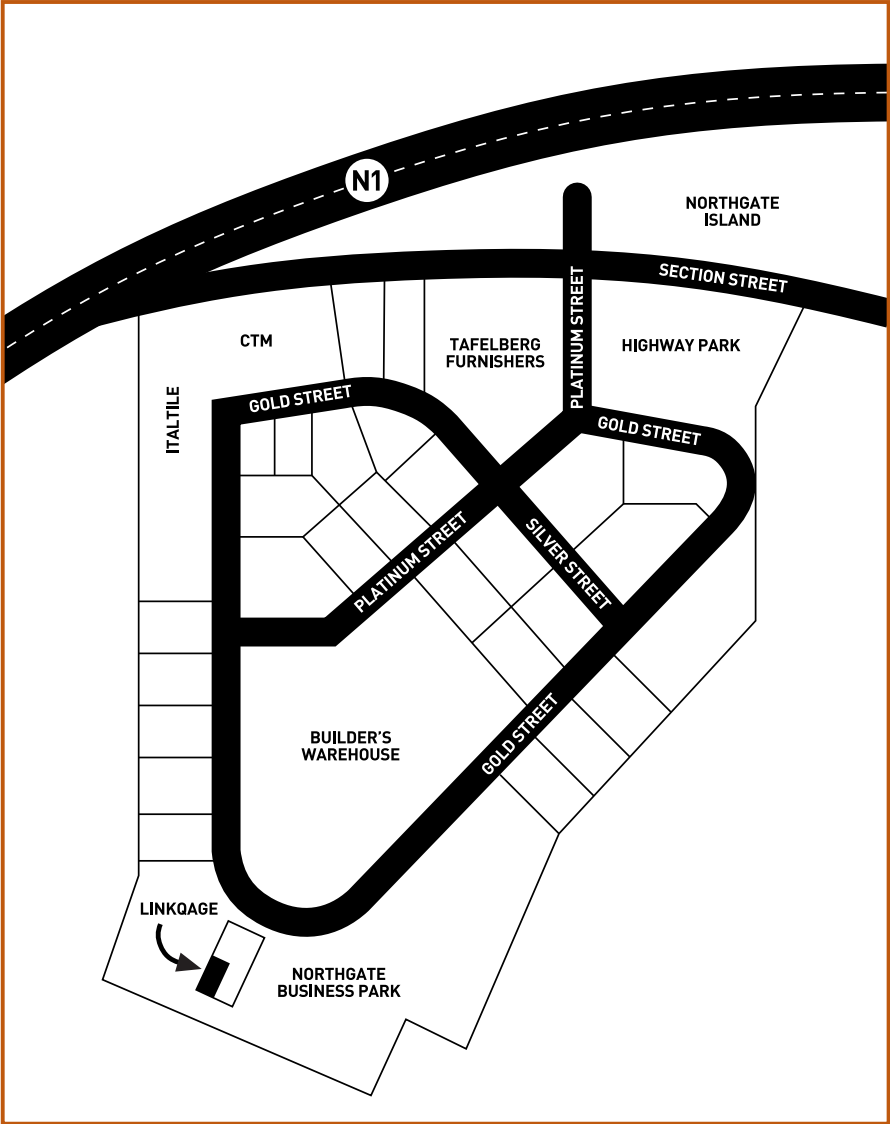 N1
NORTHGATE
ISLAND
SECTION STREET
PLATINUM STREET
CTM
TAFELBERG
FURNISHERS
HIGHWAY PARK
ITALTILE
GOLD STREET
GOLD STREET
PLATINUM STREET
SILVER STREET
GOLD STREET
BUILDER'S
WAREHOUSE
LINKQAGE
NORTHGATE
BUSINESS PARK